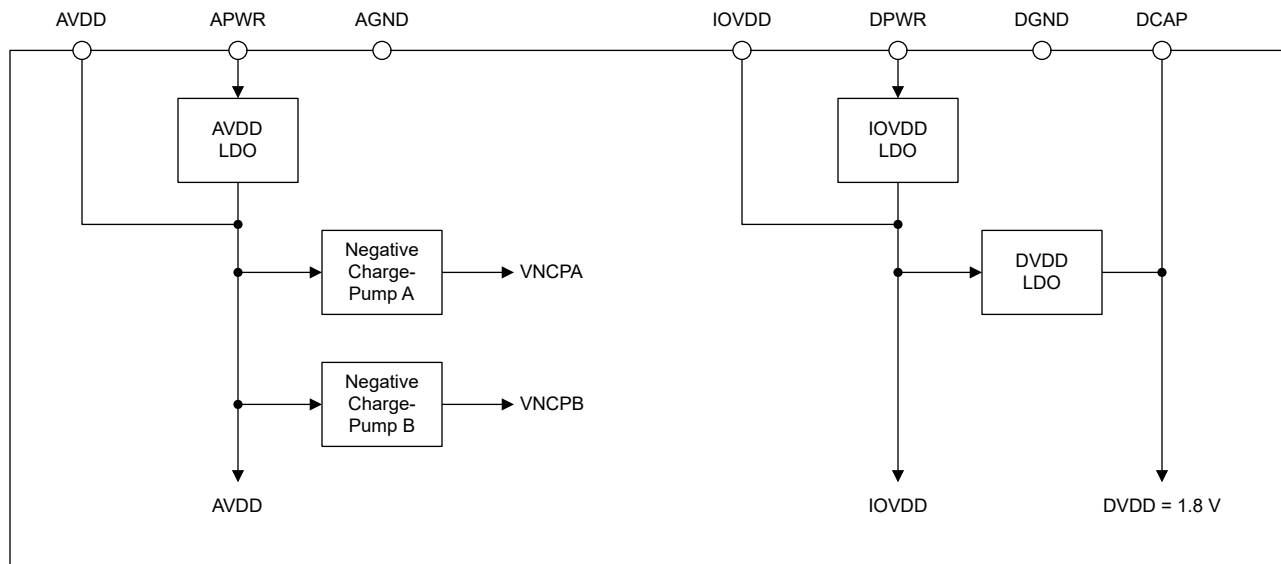 AVDD
APWR
AGND
IOVDD
DPWR
DGND
DCAP
AVDD
LDO
IOVDD
LDO
Negative
Charge-
Pump A
VNCPA
DVDD
LDO
Negative
Charge-
Pump B
VNCPB
AVDD
IOVDD
DVDD = 1.8 V